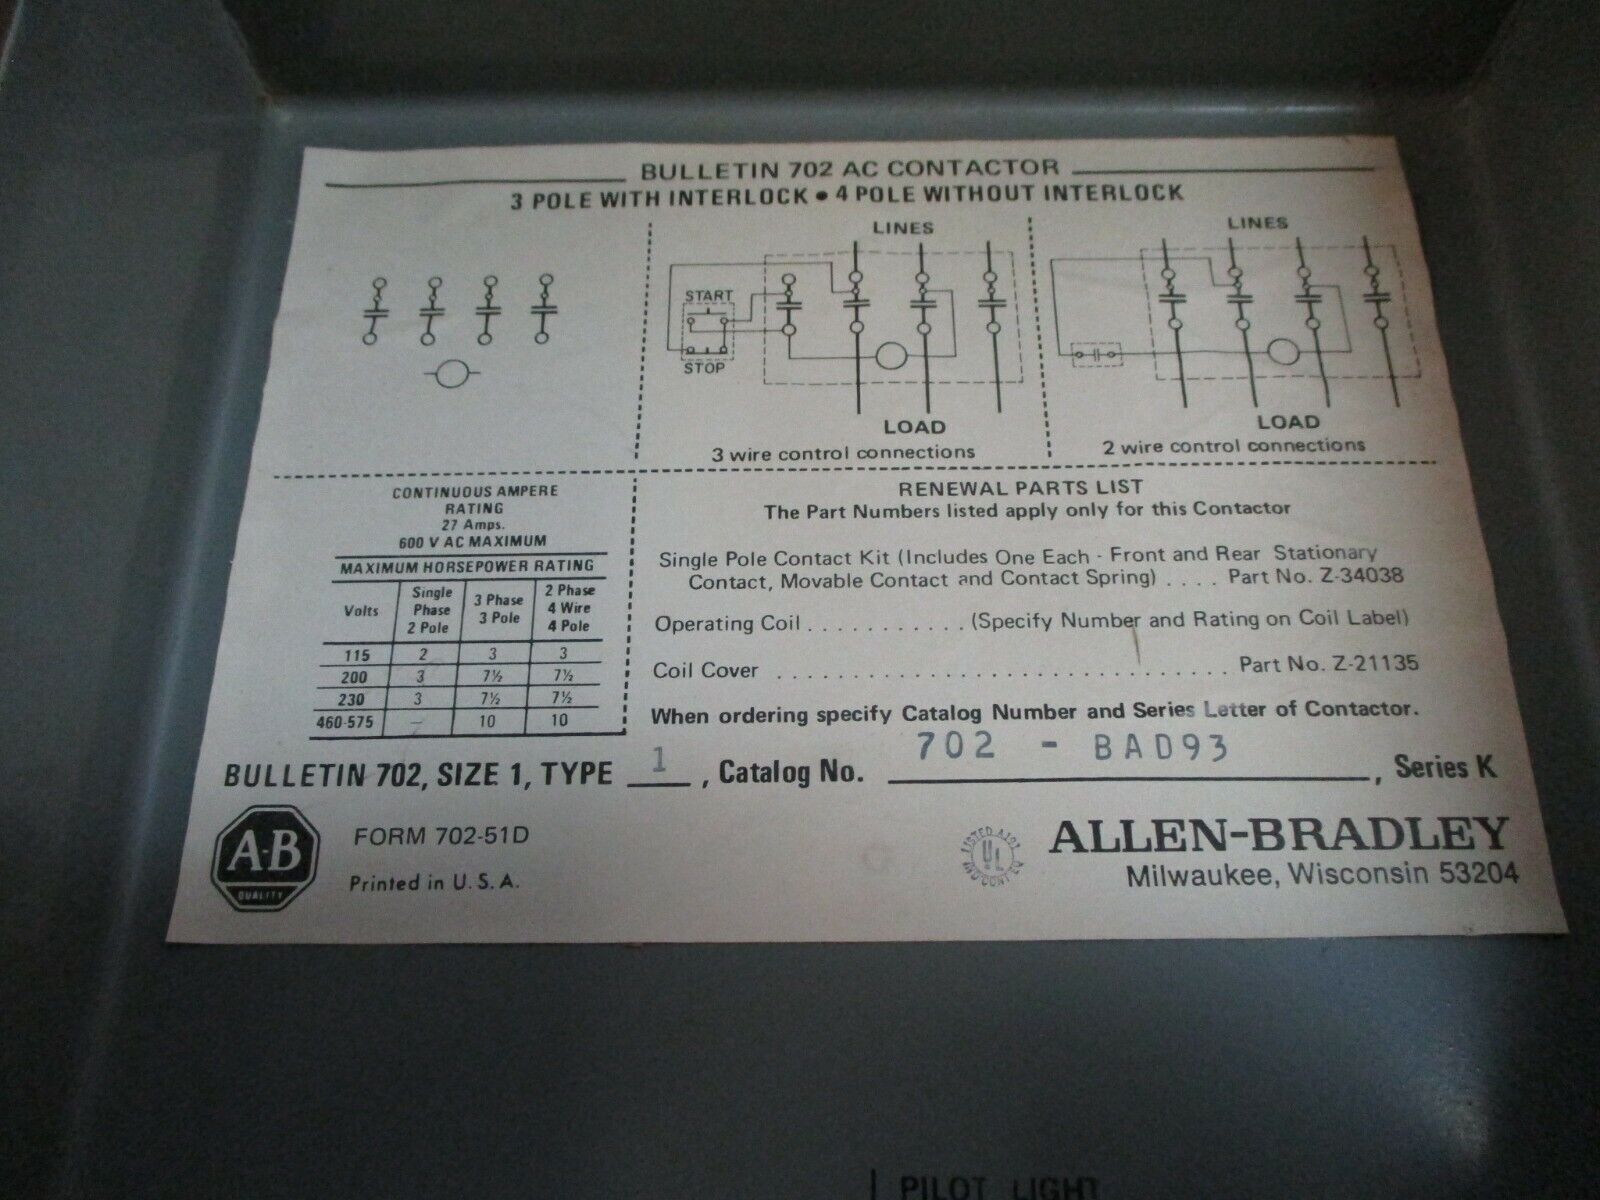 BULLETIN 702 AC CONTACTOR
3 POLE WITH INTERLOCK • 4 POLE WITHOUT INTERLOCK
LINES
START
STOP
LOAD
3 wire control connections
LINES
LOAD
2 wire control connections
CONTINUOUS AMPERE
RATING
27 Amps.
600 V AC MAXIMUM
MAXIMUM HORSEPOWER RATING
Volts Single Phase 2 Pole 3 Phase 3 Pole 2 Phase 4 Wire 4 Pole
115 2 3 3
200 3 7½ 7½
230 3 7½ 7½
460-575 - 10 10
RENEWAL PARTS LIST
The Part Numbers listed apply only for this Contactor
Single Pole Contact Kit (Includes One Each - Front and Rear Stationary
Contact, Movable Contact and Contact Spring) . . . . Part No. Z-34038
Operating Coil . . . . . . . . . . . (Specify Number and Rating on Coil Label)
Coil Cover . . . . . . . . . . . . . . . . . . . . . . . . . . . . . . Part No. Z-21135
When ordering specify Catalog Number and Series Letter of Contactor.
BULLETIN 702, SIZE 1, TYPE 1, Catalog No. 702 - BAD93, Series K
A-B
QUALITY
FORM 702-51D
Printed in U. S. A.
LISTED
UL
ALLEN-BRADLEY
Milwaukee, Wisconsin 53204
PILOT LIGHT